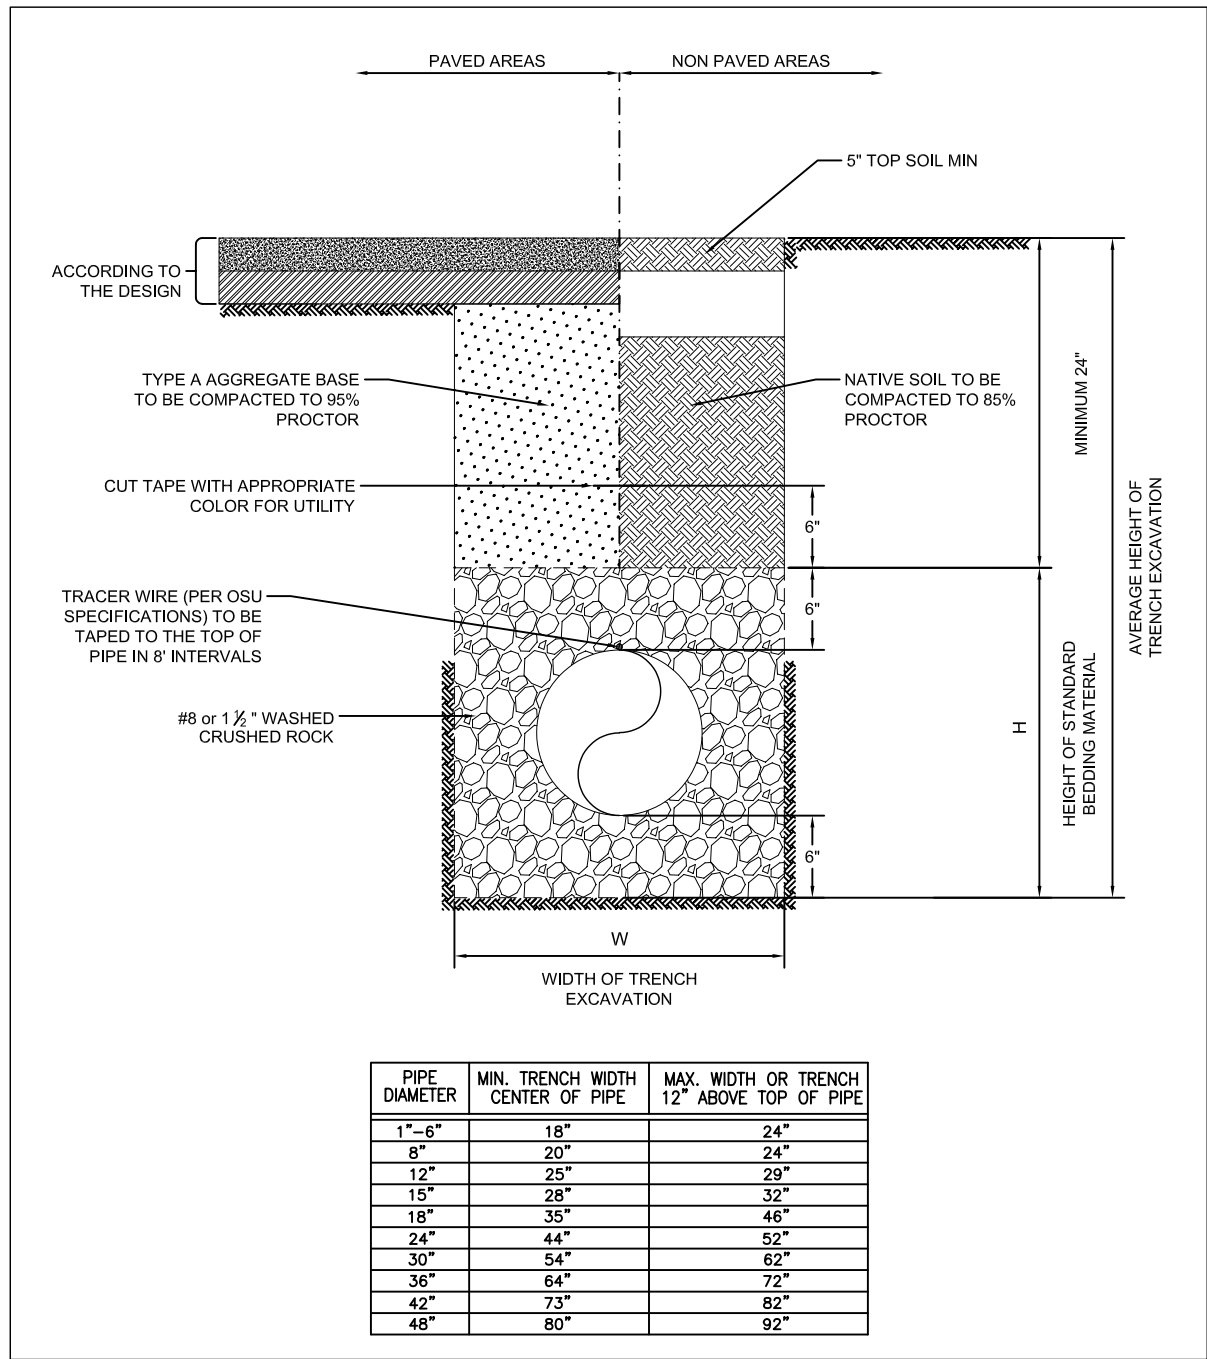 PAVED AREAS
NON PAVED AREAS
5" TOP SOIL MIN
ACCORDING TO
THE DESIGN
TYPE A AGGREGATE BASE
TO BE COMPACTED TO 95%
PROCTOR
NATIVE SOIL TO BE
COMPACTED TO 85%
PROCTOR
MINIMUM 24"
CUT TAPE WITH APPROPRIATE
COLOR FOR UTILITY
6"
AVERAGE HEIGHT OF
TRENCH EXCAVATION
TRACER WIRE (PER OSU
SPECIFICATIONS) TO BE
TAPED TO THE TOP OF
PIPE IN 8' INTERVALS
6"
#8 or 1 ½ " WASHED
CRUSHED ROCK
H
HEIGHT OF STANDARD
BEDDING MATERIAL
6"
W
WIDTH OF TRENCH
EXCAVATION
PIPE DIAMETER | MIN. TRENCH WIDTH CENTER OF PIPE | MAX. WIDTH OR TRENCH 12" ABOVE TOP OF PIPE
1"-6" 18" 24"
8" 20" 24"
12" 25" 29"
15" 28" 32"
18" 35" 46"
24" 44" 52"
30" 54" 62"
36" 64" 72"
42" 73" 82"
48" 80" 92"